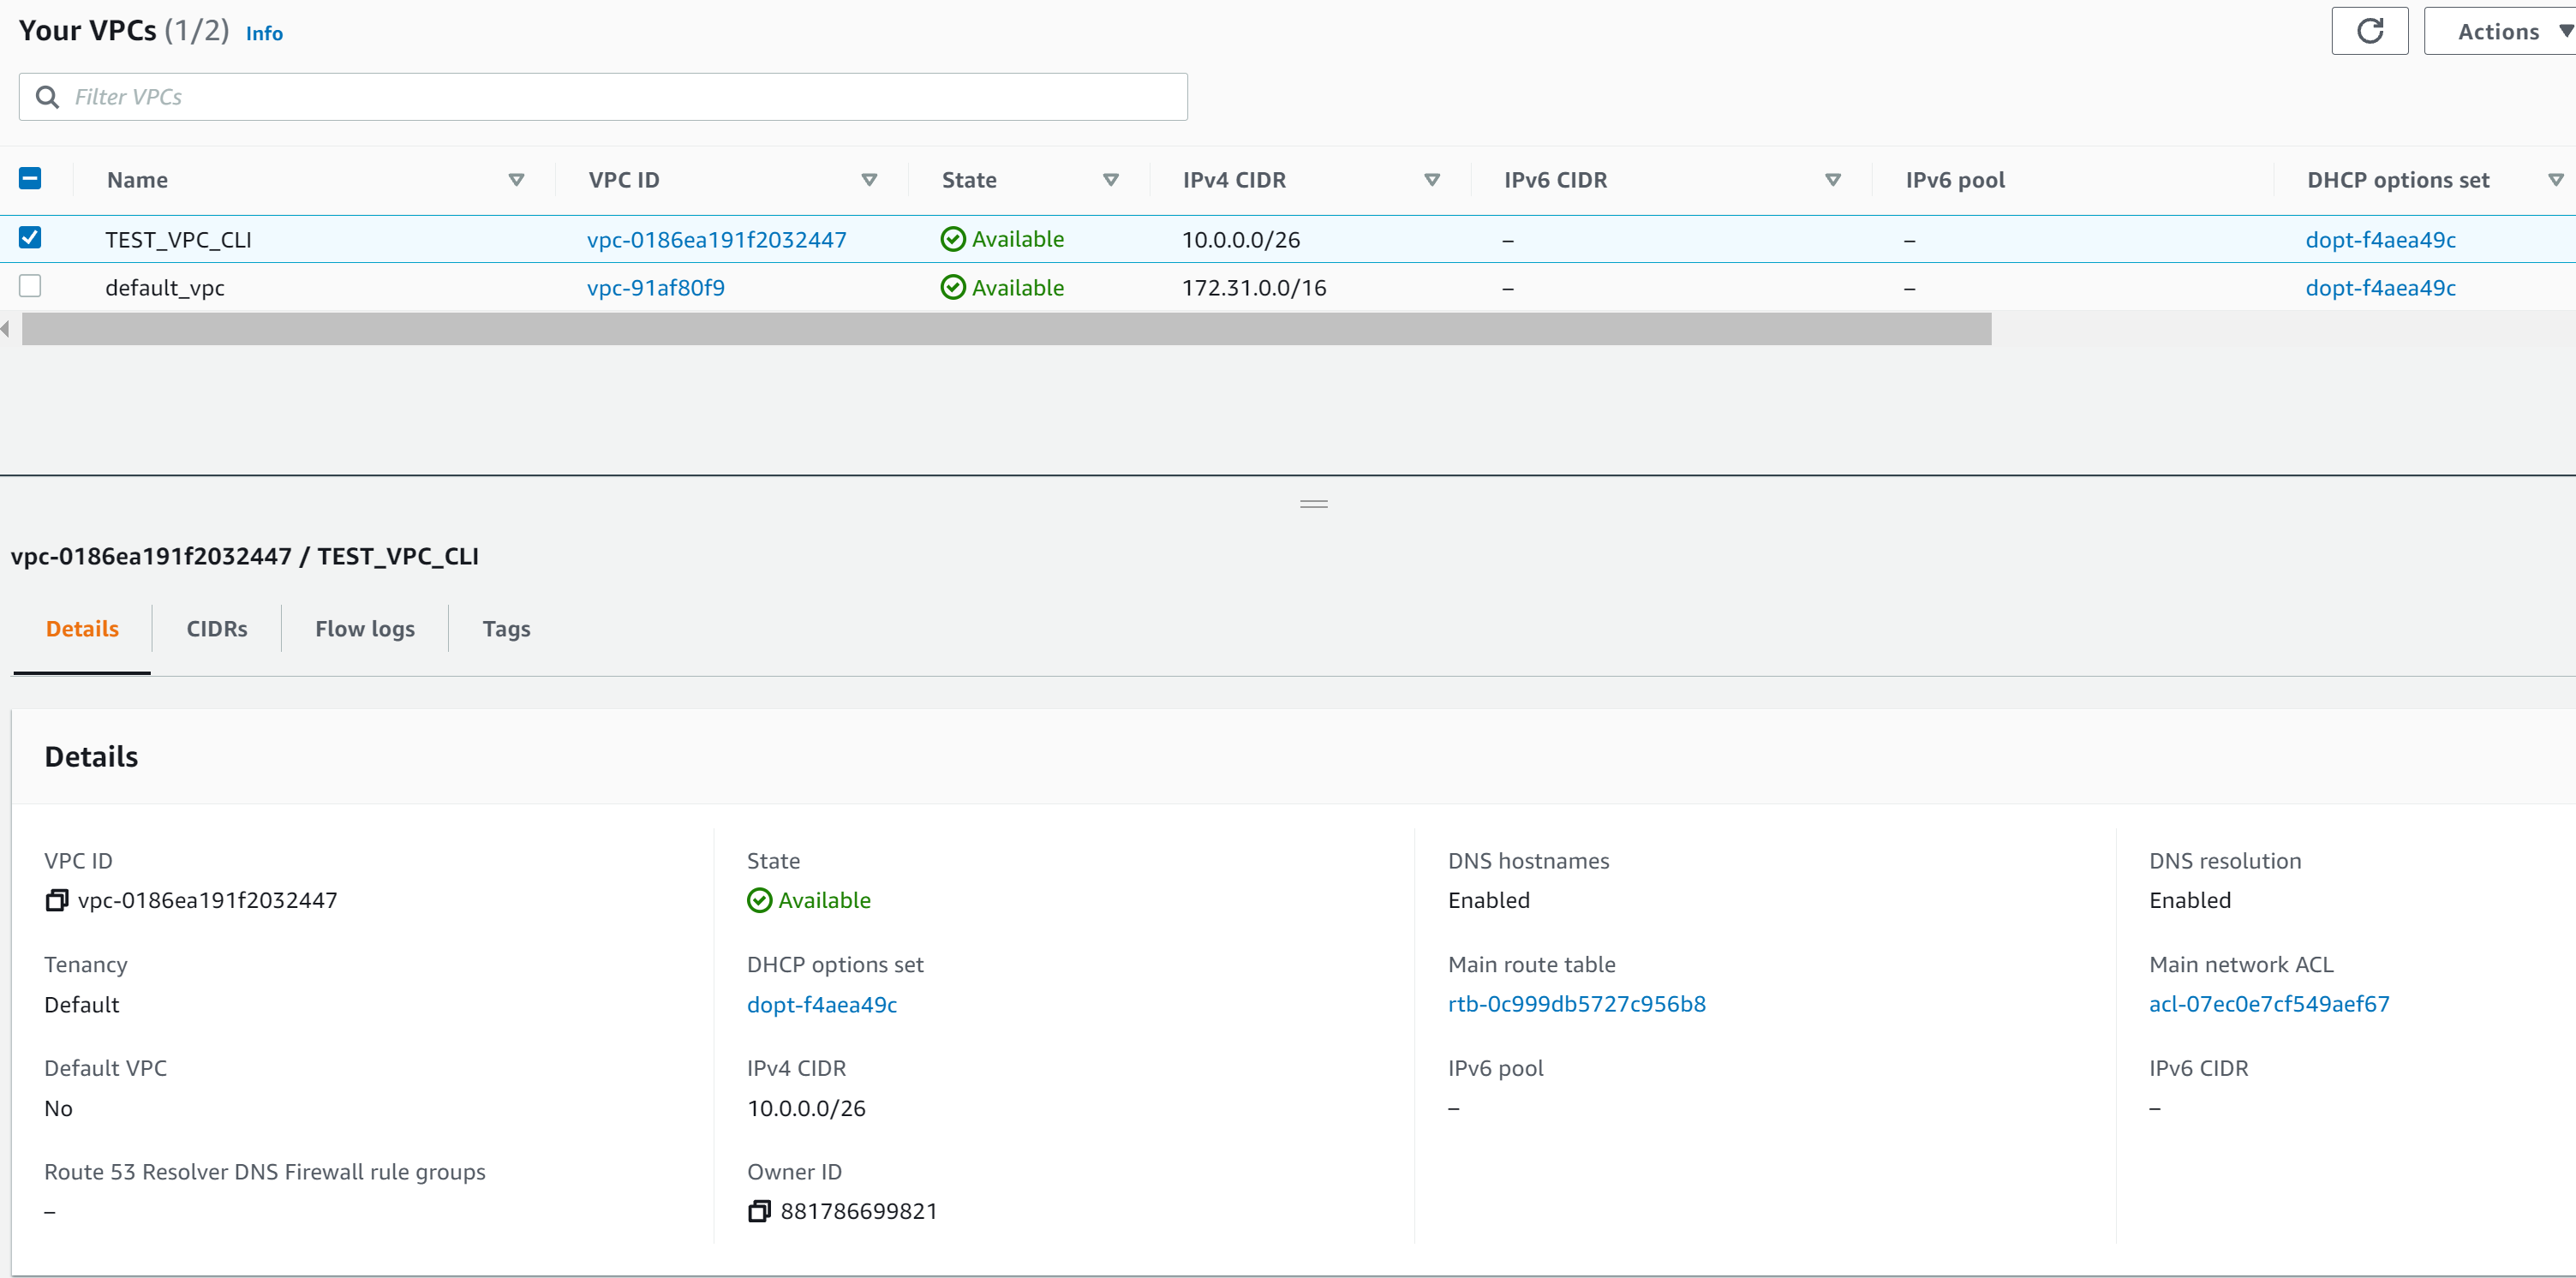 Your VPCs (1/2) Info
Actions
Filter VPCs
Name VPC ID State IPv4 CIDR IPv6 CIDR IPv6 pool DHCP options set
TEST_VPC_CLI vpc-0186ea191f2032447 Available 10.0.0.0/26 – – dopt-f4aea49c
default_vpc vpc-91af80f9 Available 172.31.0.0/16 – – dopt-f4aea49c
vpc-0186ea191f2032447 / TEST_VPC_CLI
Details CIDRs Flow logs Tags
Details
VPC ID State DNS hostnames DNS resolution
vpc-0186ea191f2032447 Available Enabled Enabled
Tenancy DHCP options set Main route table Main network ACL
Default dopt-f4aea49c rtb-0c999db5727c956b8 acl-07ec0e7cf549aef67
Default VPC IPv4 CIDR IPv6 pool IPv6 CIDR
No 10.0.0.0/26 – –
Route 53 Resolver DNS Firewall rule groups Owner ID
– 881786699821